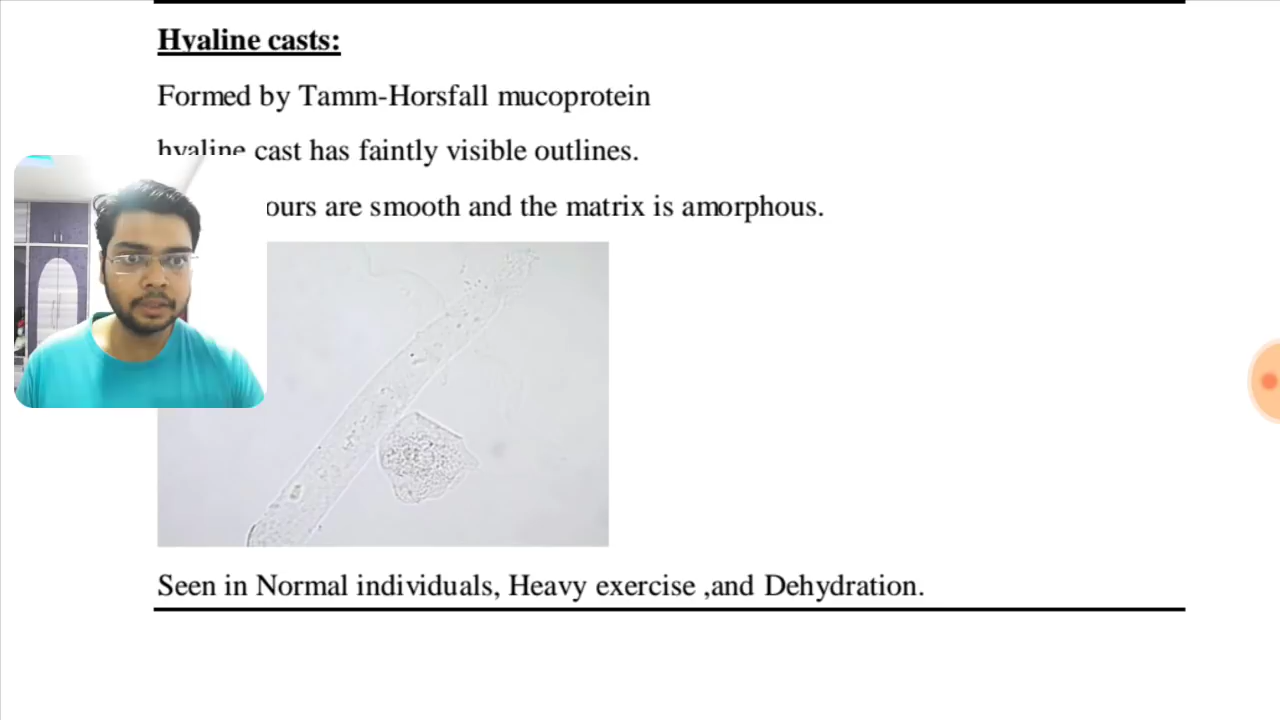 Hyaline casts:
Formed by Tamm-Horsfall mucoprotein
hyaline cast has faintly visible outlines.
ours are smooth and the matrix is amorphous.
Seen in Normal individuals, Heavy exercise ,and Dehydration.